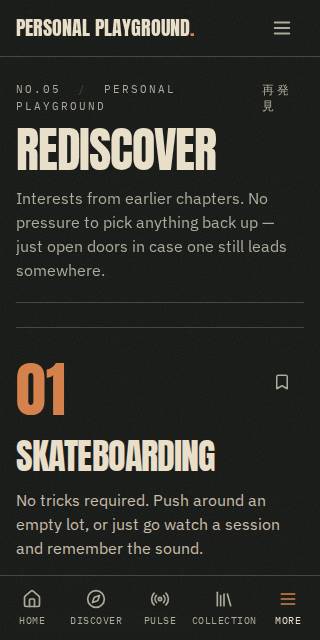 PERSONAL PLAYGROUND.
NO.05 / PERSONAL PLAYGROUND
再発見
REDISCOVER
Interests from earlier chapters. No
pressure to pick anything back up —
just open doors in case one still leads
somewhere.
01
SKATEBOARDING
No tricks required. Push around an
empty lot, or just go watch a session
and remember the sound.
HOME DISCOVER PULSE COLLECTION MORE